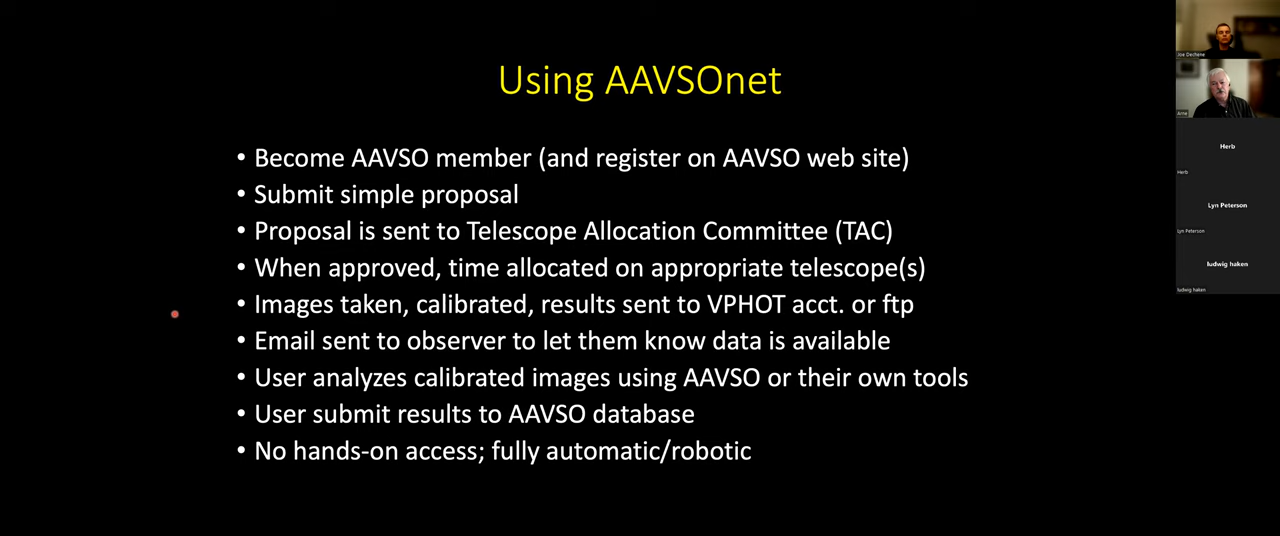 Using AAVSOnet
• Become AAVSO member (and register on AAVSO web site)
• Submit simple proposal
• Proposal is sent to Telescope Allocation Committee (TAC)
• When approved, time allocated on appropriate telescope(s)
• Images taken, calibrated, results sent to VPHOT acct. or ftp
• Email sent to observer to let them know data is available
• User analyzes calibrated images using AAVSO or their own tools
• User submit results to AAVSO database
• No hands-on access; fully automatic/robotic
Joe Dechene
Arne
Herb
Herb
Lyn Peterson
Lyn Peterson
ludwig haken
ludwig haken